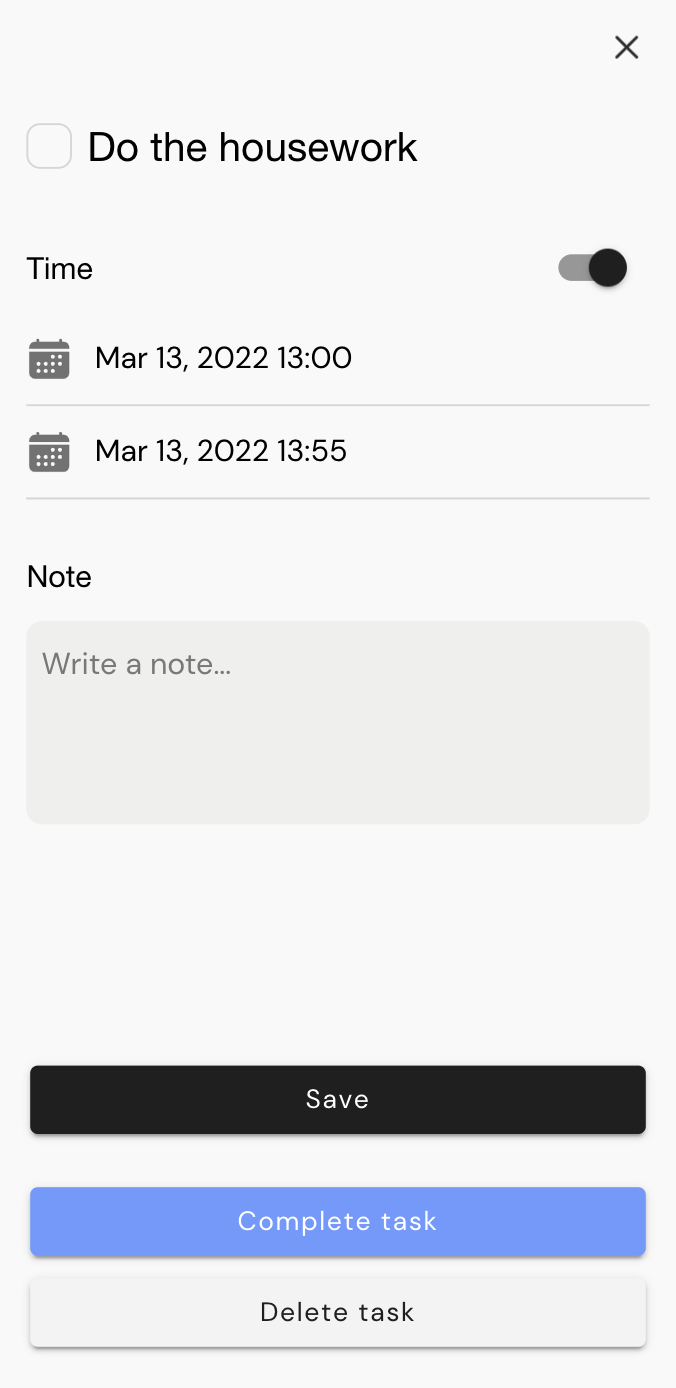 Do the housework
Time
Mar 13, 2022 13:00
Mar 13, 2022 13:55
Note
Write a note...
Save
Complete task
Delete task